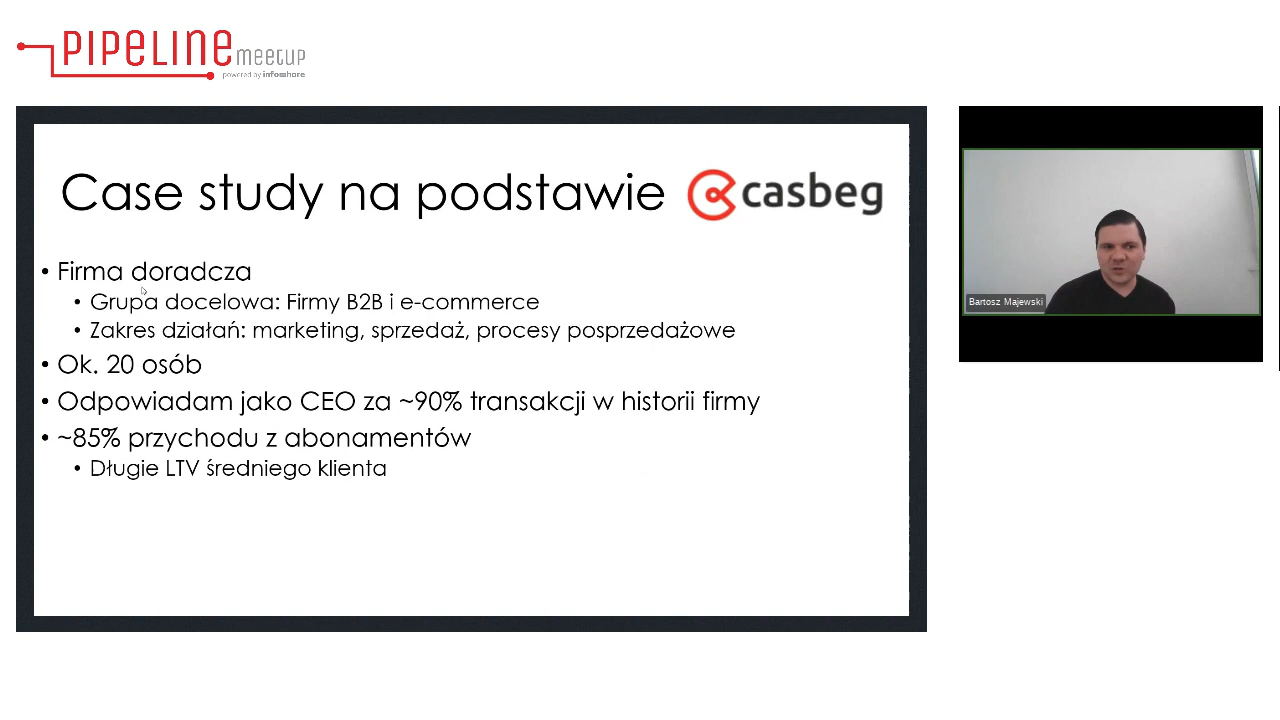 PIPELINE meetup
powered by infoshare
Case study na podstawie casbeg
• Firma doradcza
• Grupa docelowa: Firmy B2B i e-commerce
• Zakres działań: marketing, sprzedaż, procesy posprzedażowe
• Ok. 20 osób
• Odpowiadam jako CEO za ~90% transakcji w historii firmy
• ~85% przychodu z abonamentów
• Długie LTV średniego klienta
Bartosz Majewski